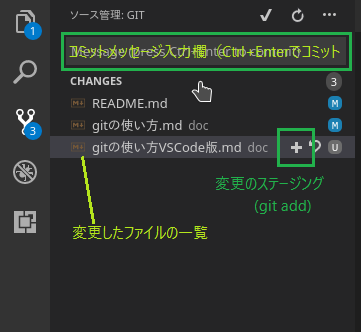 1
ソース管理: GIT
コミットメッセージ入力欄（Ctrl+Enterでコミット
CHANGES
3
README.md
M
gitの使い方.md doc
M
3
gitの使い方VSCode版.md doc
U
変更のステージング
(git add)
変更したファイルの一覧